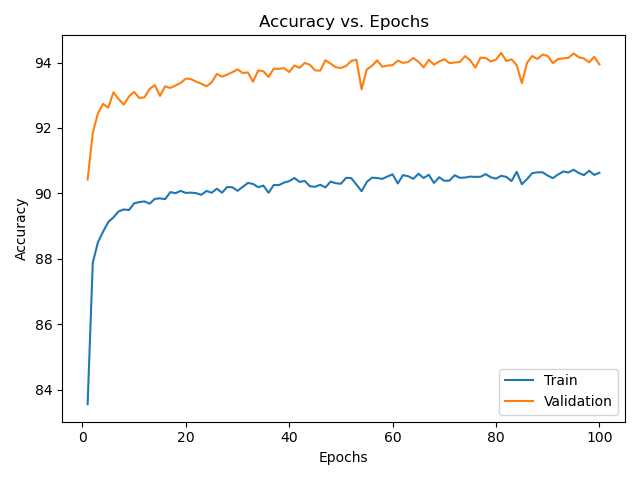 Accuracy vs. Epochs
Accuracy
94
92
90
88
86
84
0 20 40 60 80 100
Epochs
Train
Validation